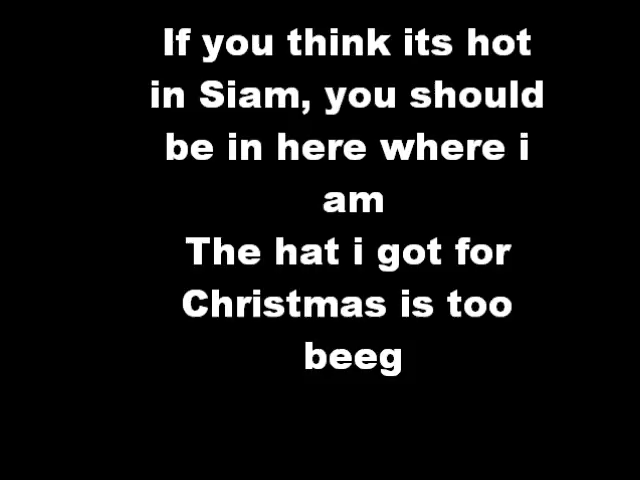 If you think its hot
in Siam, you should
be in here where i
am
The hat i got for
Christmas is too
beeg